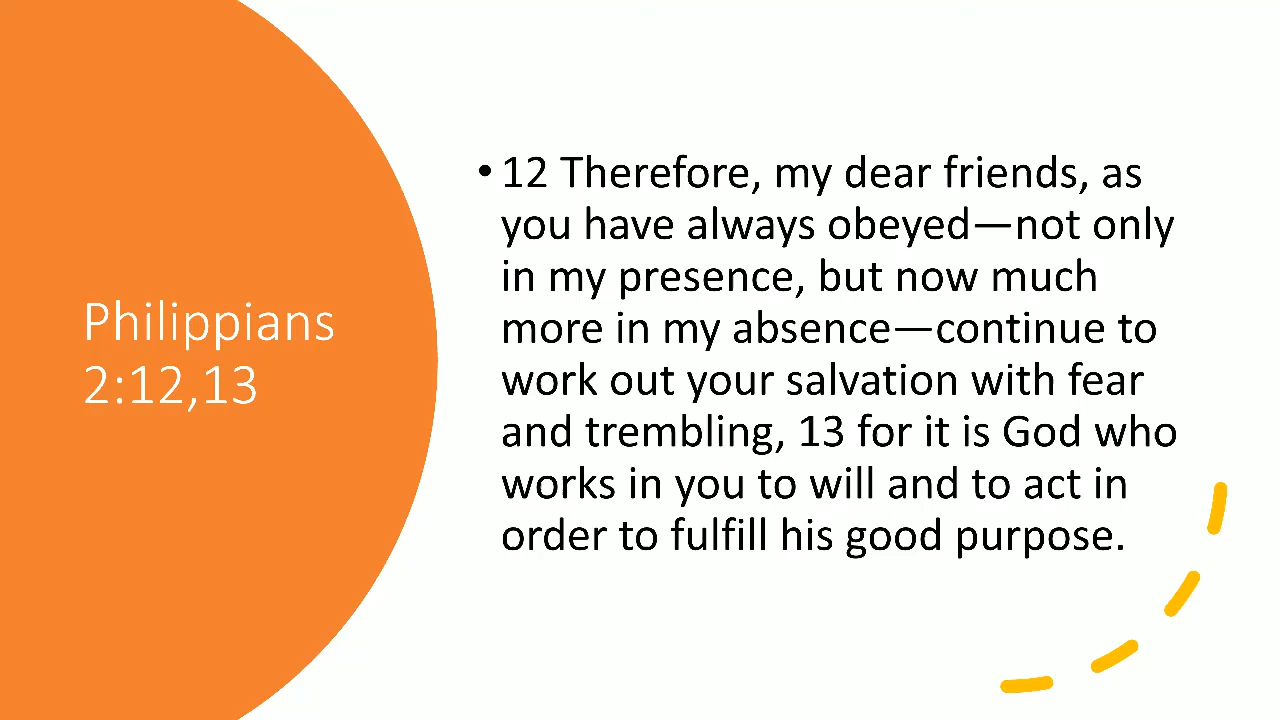 Philippians
2:12,13
• 12 Therefore, my dear friends, as
you have always obeyed—not only
in my presence, but now much
more in my absence—continue to
work out your salvation with fear
and trembling, 13 for it is God who
works in you to will and to act in
order to fulfill his good purpose.